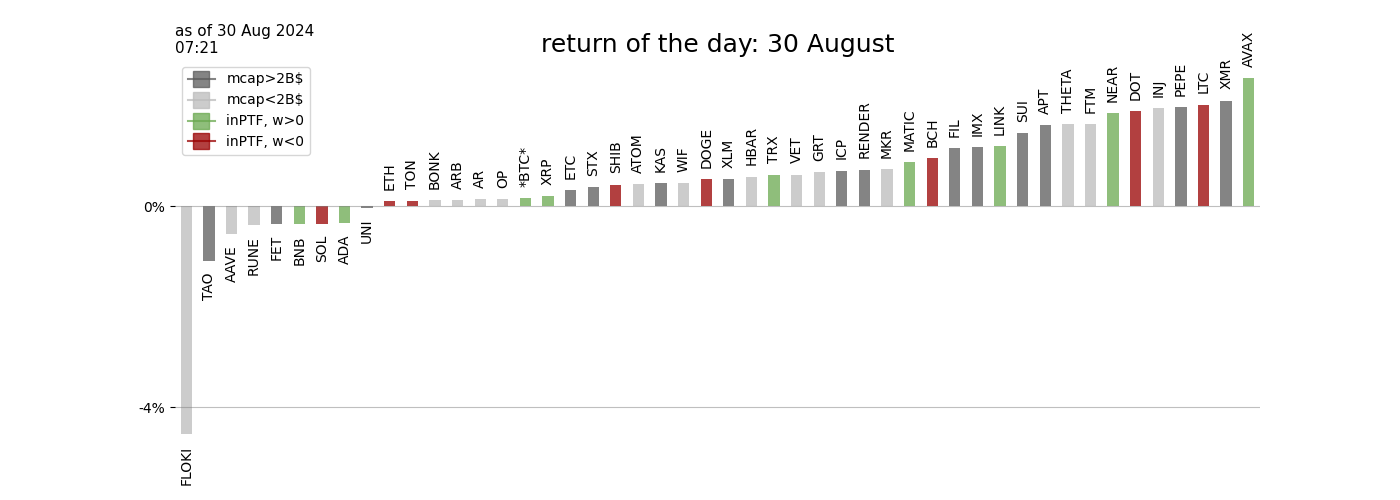 as of 30 Aug 2024
07:21
return of the day: 30 August
mcap>2B$
mcap<2B$
inPTF, w>0
inPTF, w<0
0%
-4%
FLOKI
TAO
AAVE
RUNE
FET
BNB
SOL
ADA
UNI
ETH
TON
BONK
ARB
AR
OP
*BTC*
XRP
ETC
STX
SHIB
ATOM
KAS
WIF
DOGE
XLM
HBAR
TRX
VET
GRT
ICP
RENDER
MKR
MATIC
BCH
FIL
IMX
LINK
SUI
APT
THETA
FTM
NEAR
DOT
INJ
PEPE
LTC
XMR
AVAX